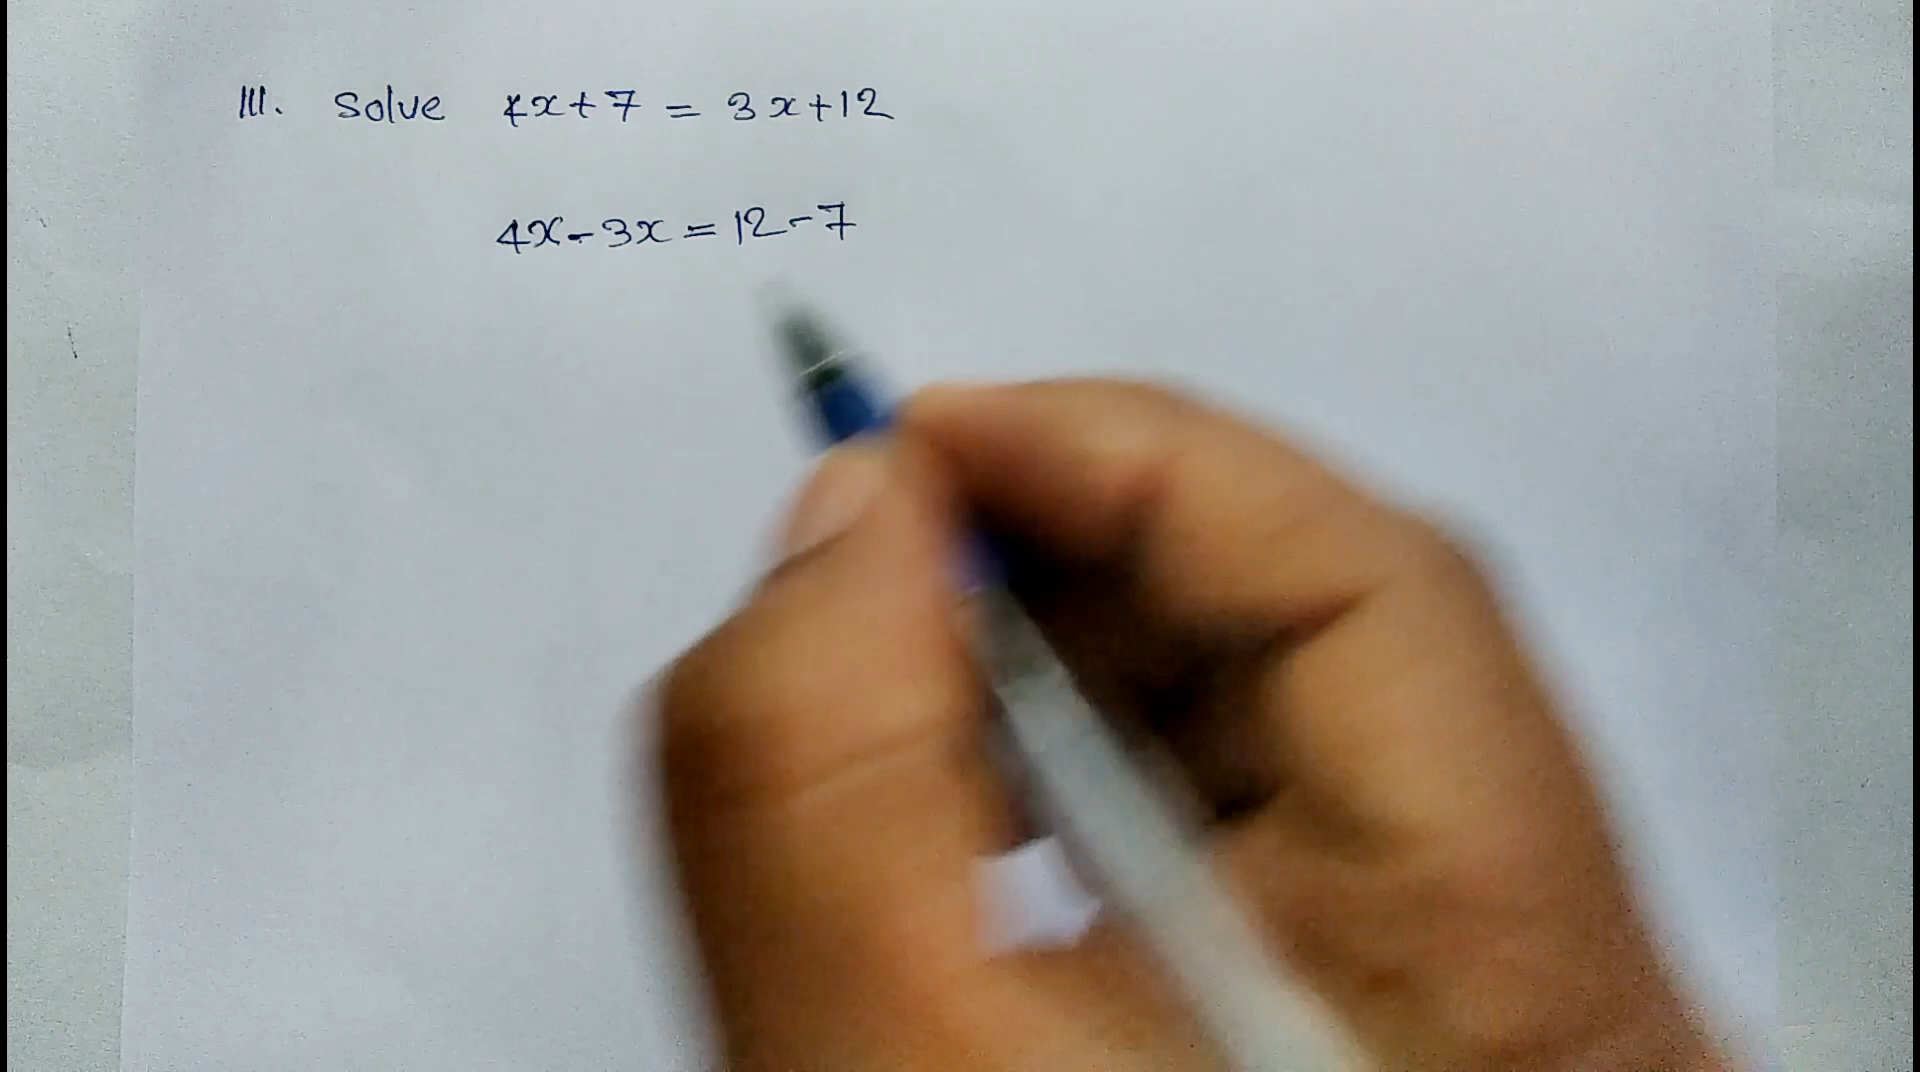 III. Solve 4x+7 = 3x+12
4x-3x = 12-7